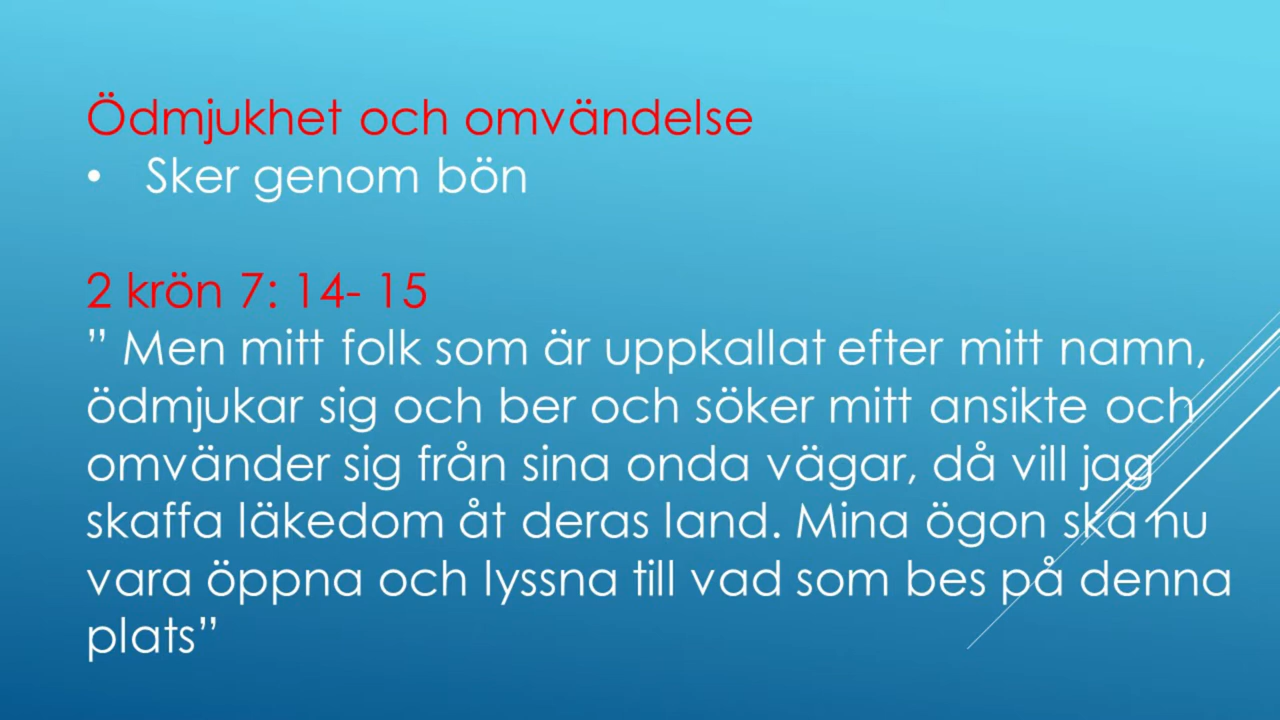 Ödmjukhet och omvändelse
• Sker genom bön
2 krön 7: 14- 15
” Men mitt folk som är uppkallat efter mitt namn,
ödmjukar sig och ber och söker mitt ansikte och
omvänder sig från sina onda vägar, då vill jag
skaffa läkedom åt deras land. Mina ögon ska nu
vara öppna och lyssna till vad som bes på denna
plats”